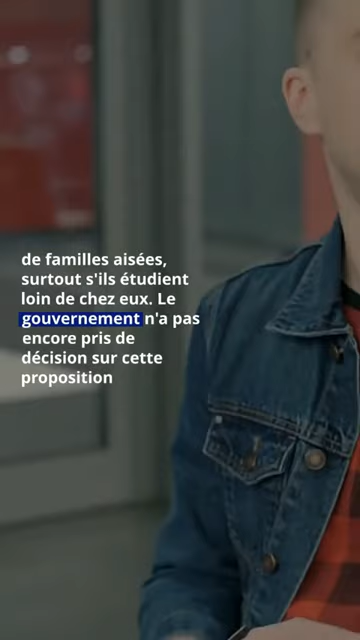 de familles aisées,
surtout s'ils étudient
loin de chez eux. Le
gouvernement n'a pas
encore pris de
décision sur cette
proposition